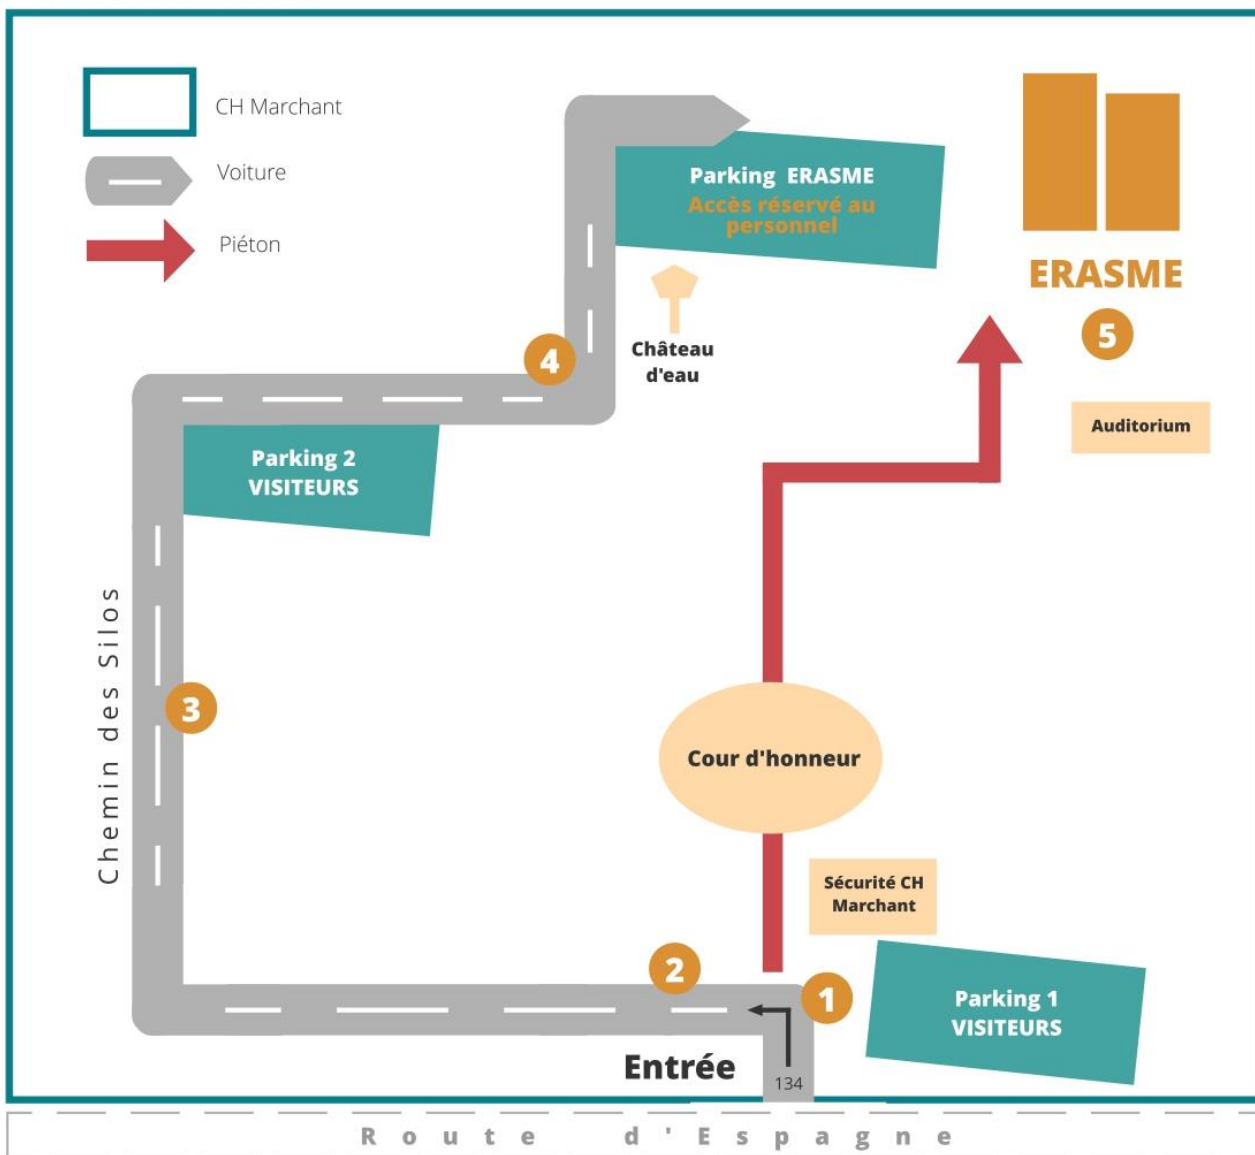 CH Marchant
Voiture
Piéton
Parking ERASME
Accès réservé au
personnel
ERASME
5
4
Château
d'eau
Auditorium
Parking 2
VISITEURS
Chemin des Silos
3
Cour d'honneur
Sécurité CH
Marchant
2
1
Parking 1
VISITEURS
Entrée
134
Route d'Espagne